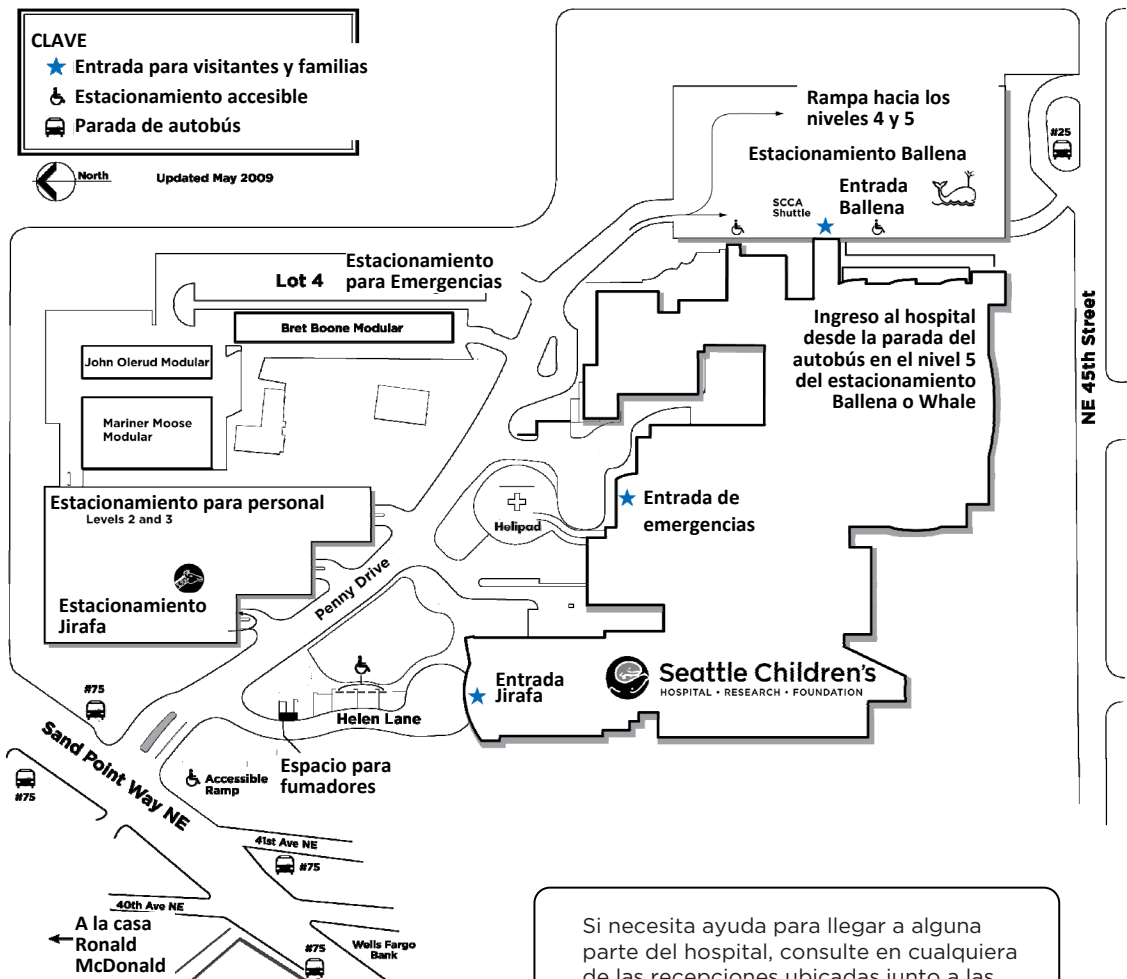 CLAVE
Entrada para visitantes y familias
Estacionamiento accesible
Parada de autobús
North
Updated May 2009
Rampa hacia los
niveles 4 y 5
Estacionamiento Ballena
Entrada
Ballena
SCCA
Shuttle
#25
NE 45th Street
Estacionamiento
para Emergencias
Lot 4
Bret Boone Modular
John Olerud Modular
Mariner Moose
Modular
Ingreso al hospital
desde la parada del
autobús en el nivel 5
del estacionamiento
Ballena o Whale
Estacionamiento para personal
Levels 2 and 3
Estacionamiento
Jirafa
Helipad
Entrada de
emergencias
Penny Drive
Entrada
Jirafa
Seattle Children's
HOSPITAL • RESEARCH • FOUNDATION
Helen Lane
#75
Sand Point Way NE
#75
Accessible
Ramp
Espacio para
fumadores
41st Ave NE
#75
40th Ave NE
A la casa
Ronald
McDonald
#75
Wells Fargo
Bank
Si necesita ayuda para llegar a alguna
parte del hospital, consulte en cualquiera
de las recepciones ubicadas junto a las